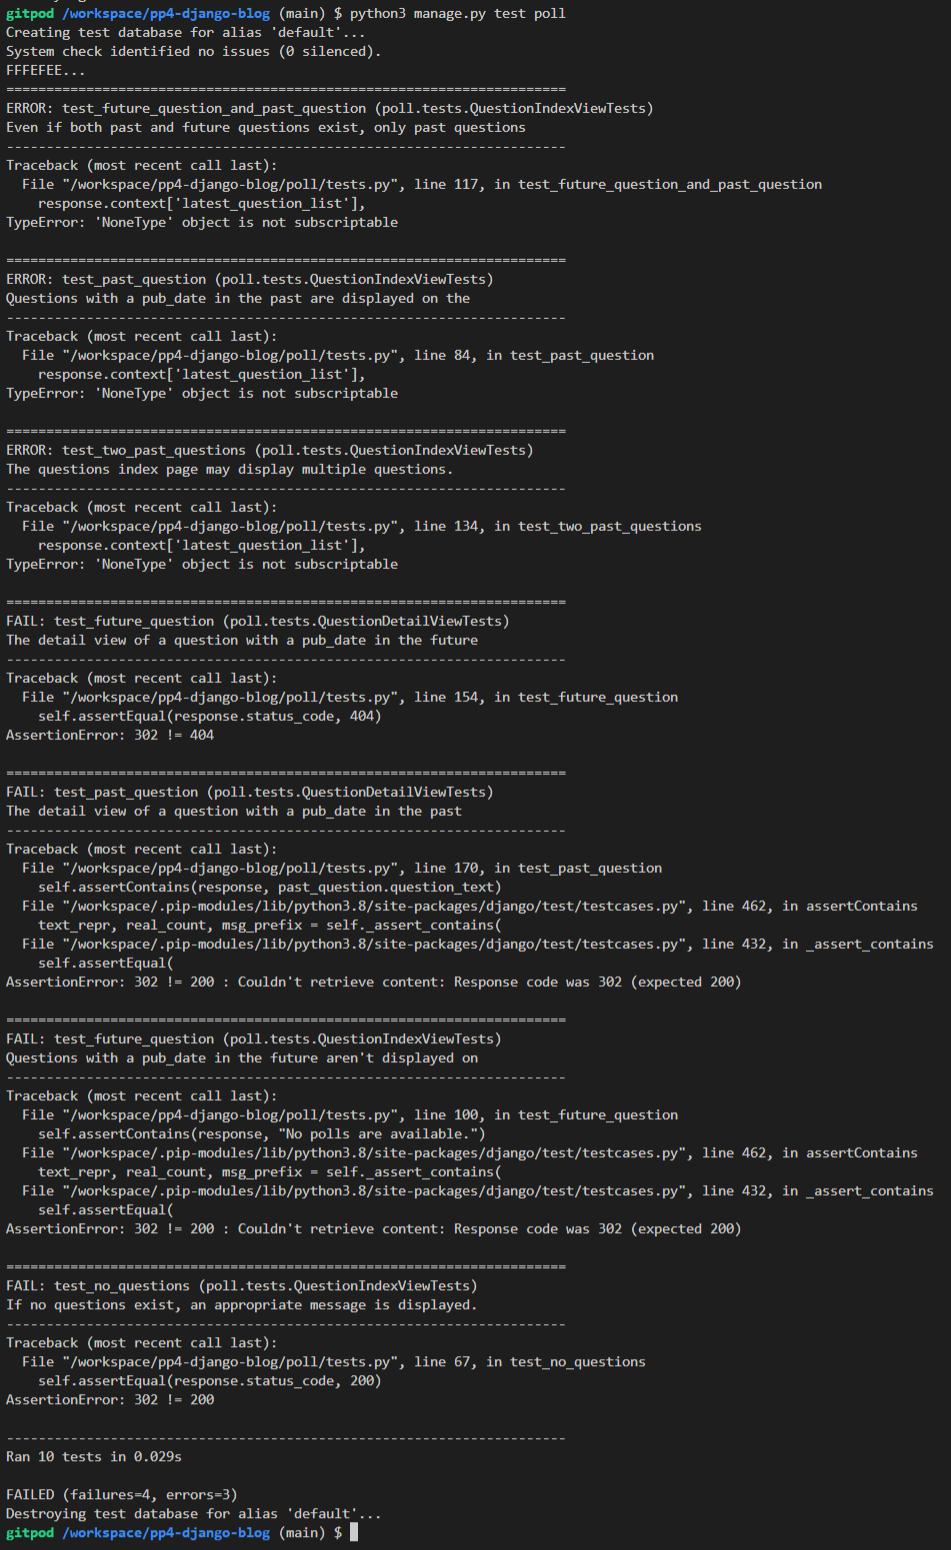 gitpod /workspace/pp4-django-blog (main) $ python3 manage.py test poll
Creating test database for alias 'default'...
System check identified no issues (0 silenced).
FFFEFEE...
======================================================================
ERROR: test_future_question_and_past_question (poll.tests.QuestionIndexViewTests)
Even if both past and future questions exist, only past questions
----------------------------------------------------------------------
Traceback (most recent call last):
  File "/workspace/pp4-django-blog/poll/tests.py", line 117, in test_future_question_and_past_question
    response.context['latest_question_list'],
TypeError: 'NoneType' object is not subscriptable

======================================================================
ERROR: test_past_question (poll.tests.QuestionIndexViewTests)
Questions with a pub_date in the past are displayed on the
----------------------------------------------------------------------
Traceback (most recent call last):
  File "/workspace/pp4-django-blog/poll/tests.py", line 84, in test_past_question
    response.context['latest_question_list'],
TypeError: 'NoneType' object is not subscriptable

======================================================================
ERROR: test_two_past_questions (poll.tests.QuestionIndexViewTests)
The questions index page may display multiple questions.
----------------------------------------------------------------------
Traceback (most recent call last):
  File "/workspace/pp4-django-blog/poll/tests.py", line 134, in test_two_past_questions
    response.context['latest_question_list'],
TypeError: 'NoneType' object is not subscriptable

======================================================================
FAIL: test_future_question (poll.tests.QuestionDetailViewTests)
The detail view of a question with a pub_date in the future
----------------------------------------------------------------------
Traceback (most recent call last):
  File "/workspace/pp4-django-blog/poll/tests.py", line 154, in test_future_question
    self.assertEqual(response.status_code, 404)
AssertionError: 302 != 404

======================================================================
FAIL: test_past_question (poll.tests.QuestionDetailViewTests)
The detail view of a question with a pub_date in the past
----------------------------------------------------------------------
Traceback (most recent call last):
  File "/workspace/pp4-django-blog/poll/tests.py", line 170, in test_past_question
    self.assertContains(response, past_question.question_text)
  File "/workspace/.pip-modules/lib/python3.8/site-packages/django/test/testcases.py", line 462, in assertContains
    text_repr, real_count, msg_prefix = self._assert_contains(
  File "/workspace/.pip-modules/lib/python3.8/site-packages/django/test/testcases.py", line 432, in _assert_contains
    self.assertEqual(
AssertionError: 302 != 200 : Couldn't retrieve content: Response code was 302 (expected 200)

======================================================================
FAIL: test_future_question (poll.tests.QuestionIndexViewTests)
Questions with a pub_date in the future aren't displayed on
----------------------------------------------------------------------
Traceback (most recent call last):
  File "/workspace/pp4-django-blog/poll/tests.py", line 100, in test_future_question
    self.assertContains(response, "No polls are available.")
  File "/workspace/.pip-modules/lib/python3.8/site-packages/django/test/testcases.py", line 462, in assertContains
    text_repr, real_count, msg_prefix = self._assert_contains(
  File "/workspace/.pip-modules/lib/python3.8/site-packages/django/test/testcases.py", line 432, in _assert_contains
    self.assertEqual(
AssertionError: 302 != 200 : Couldn't retrieve content: Response code was 302 (expected 200)

======================================================================
FAIL: test_no_questions (poll.tests.QuestionIndexViewTests)
If no questions exist, an appropriate message is displayed.
----------------------------------------------------------------------
Traceback (most recent call last):
  File "/workspace/pp4-django-blog/poll/tests.py", line 67, in test_no_questions
    self.assertEqual(response.status_code, 200)
AssertionError: 302 != 200

----------------------------------------------------------------------
Ran 10 tests in 0.029s

FAILED (failures=4, errors=3)
Destroying test database for alias 'default'...
gitpod /workspace/pp4-django-blog (main) $